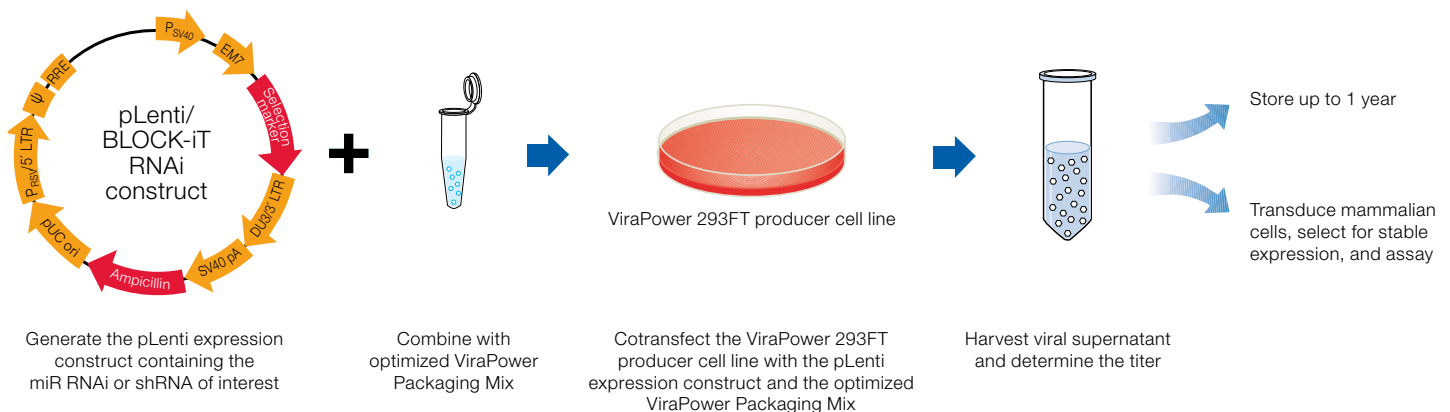 P SV40
EM7
Selection
marker
DU3/3´ LTR
SV40 pA
Ampicillin
pUC ori
P RSV/5´ LTR
Ψ
RRE
pLenti/
BLOCK-iT
RNAi
construct
+
ViraPower 293FT producer cell line
Store up to 1 year
Transduce mammalian
cells, select for stable
expression, and assay
Generate the pLenti expression
construct containing the
miR RNAi or shRNA of interest
Combine with
optimized ViraPower
Packaging Mix
Cotransfect the ViraPower 293FT
producer cell line with the pLenti
expression construct and the optimized
ViraPower Packaging Mix
Harvest viral supernatant
and determine the titer